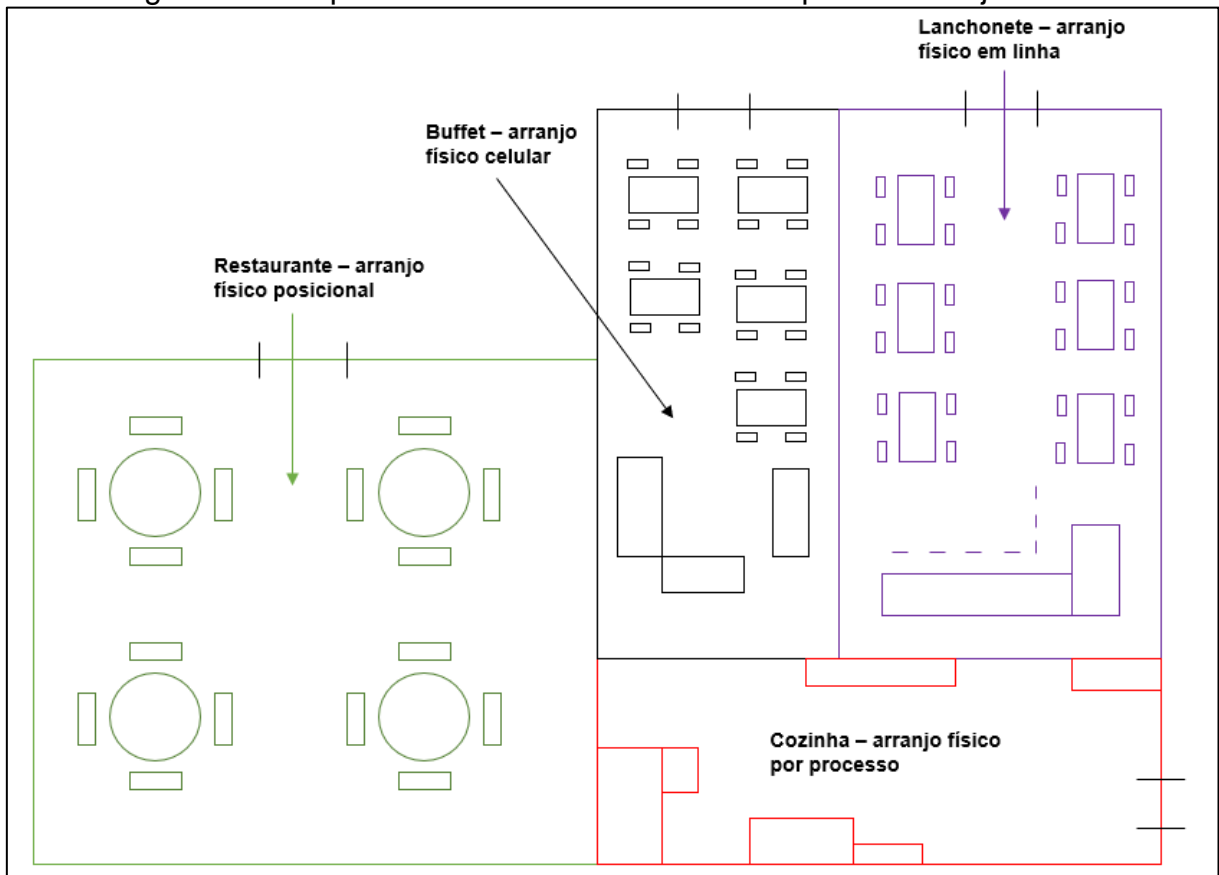 Lanchonete – arranjo
físico em linha
Buffet – arranjo
físico celular
Restaurante – arranjo
físico posicional
Cozinha – arranjo físico
por processo